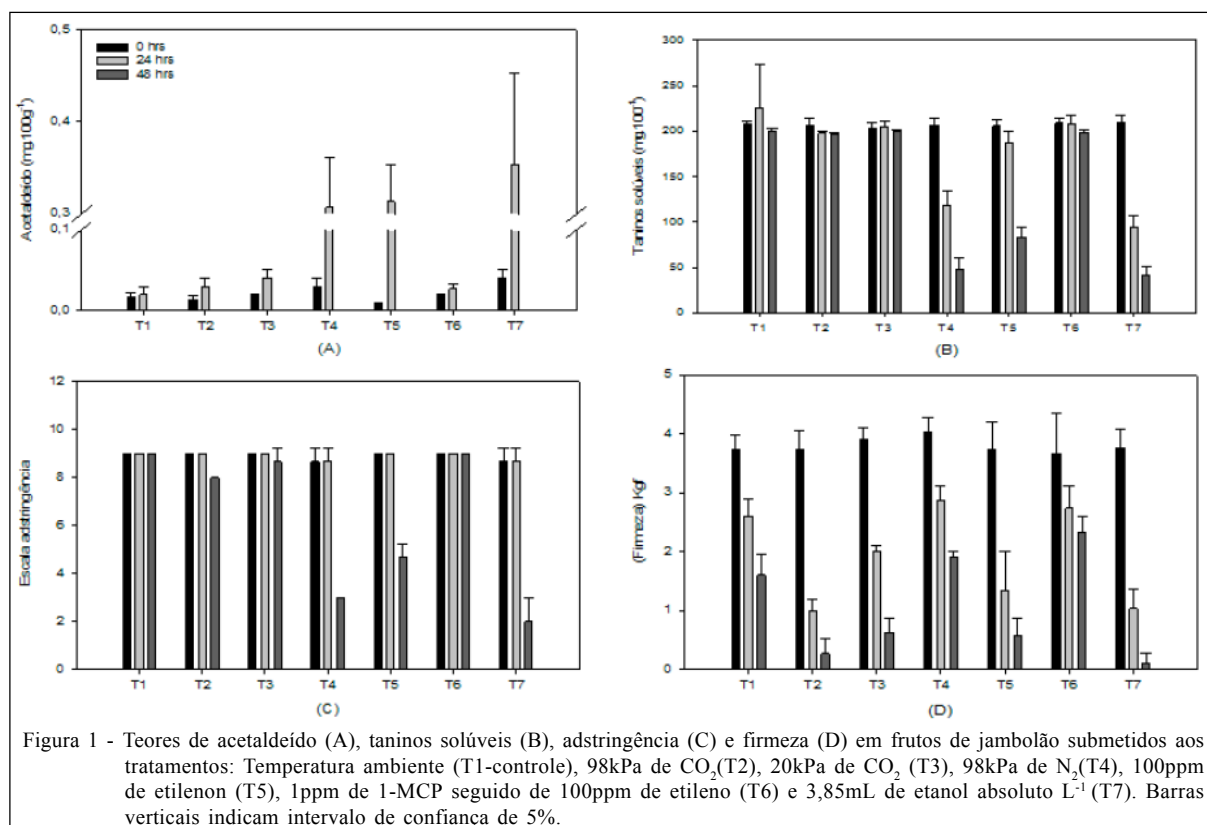 0,5
0,4
0,3
0,1
0,0
Acetaldeído (mg.100g-1)
0 hrs
24 hrs
48 hrs
T1 T2 T3 T4 T5 T6 T7
(A)
300
250
200
150
100
50
0
Taninos solúveis (mg.100-1)
T1 T2 T3 T4 T5 T6 T7
(B)
12
10
8
6
4
2
0
Escala adstringência
T1 T2 T3 T4 T5 T6 T7
(C)
5
4
3
2
1
0
(Firmeza) Kgf
T1 T2 T3 T4 T5 T6 T7
(D)
Figura 1 - Teores de acetaldeído (A), taninos solúveis (B), adstringência (C) e firmeza (D) em frutos de jambolão submetidos aos
tratamentos: Temperatura ambiente (T1-controle), 98kPa de CO2(T2), 20kPa de CO2 (T3), 98kPa de N2(T4), 100ppm
de etilenon (T5), 1ppm de 1-MCP seguido de 100ppm de etileno (T6) e 3,85mL de etanol absoluto L-1 (T7). Barras
verticais indicam intervalo de confiança de 5%.